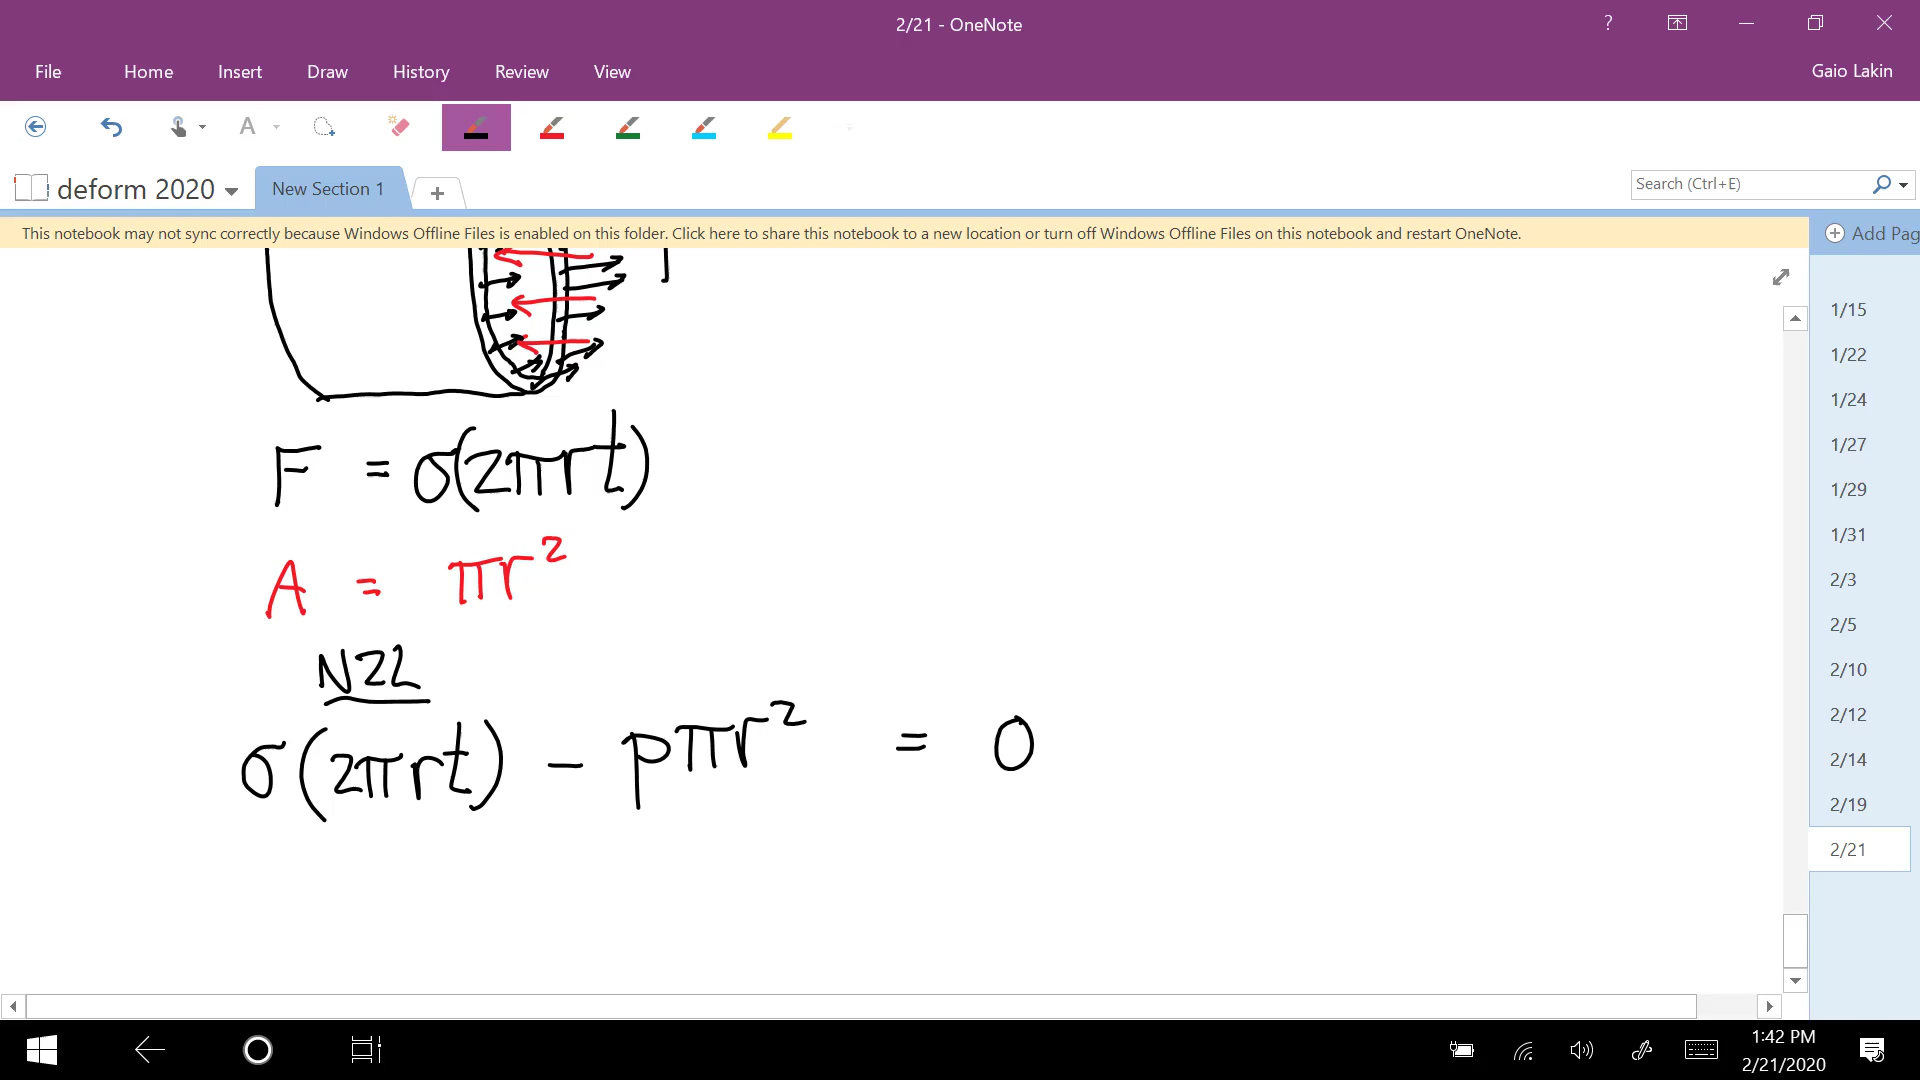 2/21 - OneNote
?
File Home Insert Draw History Review View
Gaio Lakin
A
deform 2020 New Section 1 +
Search (Ctrl+E)
This notebook may not sync correctly because Windows Offline Files is enabled on this folder. Click here to share this notebook to a new location or turn off Windows Offline Files on this notebook and restart OneNote.
Add Pag
1/15
1/22
1/24
1/27
1/29
1/31
2/3
2/5
2/10
2/12
2/14
2/19
2/21
F = σ(2πrt)
A = πr²
N2L
σ(2πrt) - pπr² = 0
1:42 PM
2/21/2020